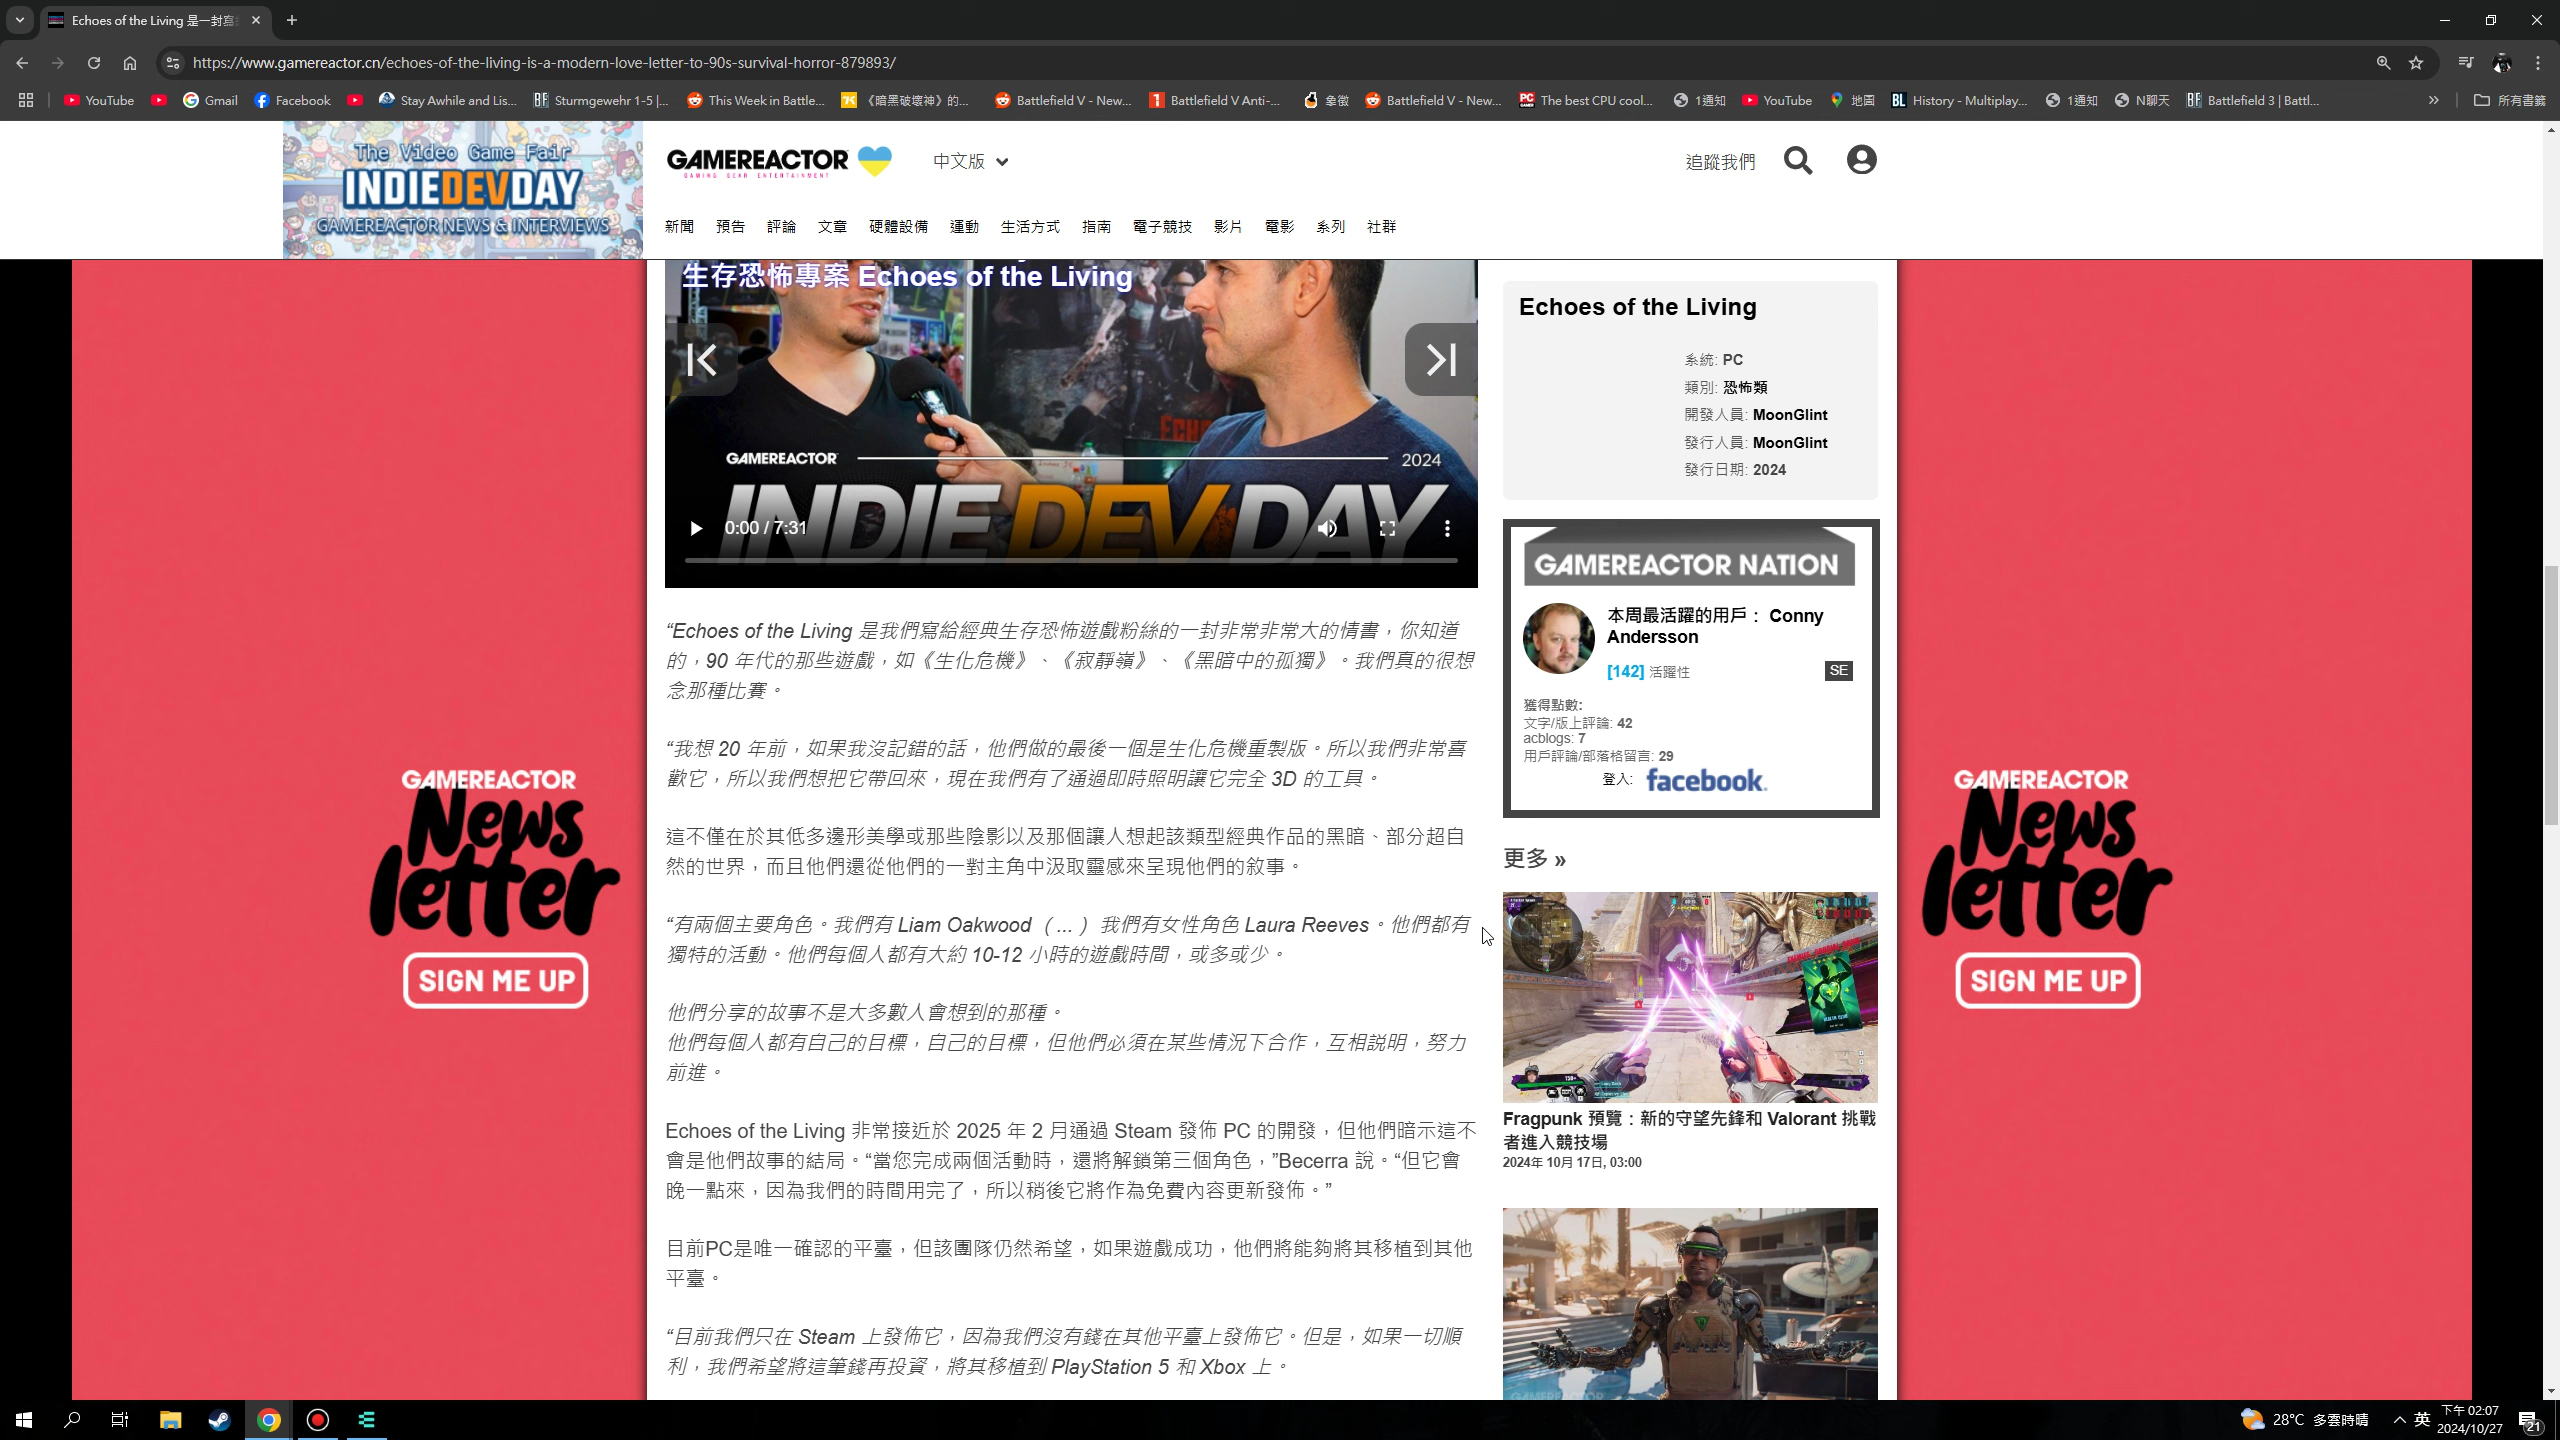 Echoes of the Living 是一封寫
https://www.gamereactor.cn/echoes-of-the-living-is-a-modern-love-letter-to-90s-survival-horror-879893/
YouTube
Gmail
Facebook
Stay Awhile and Lis...
Sturmgewehr 1-5 |...
This Week in Battle...
《暗黑破壞神》的...
Battlefield V - New...
Battlefield V Anti-...
象徵
Battlefield V - New...
The best CPU cool...
1通知
YouTube
地圖
History - Multiplay...
1通知
N聊天
Battlefield 3 | Battl...
所有書籤
The Video Game Fair
INDIEDEVDAY
GAMEREACTOR NEWS & INTERVIEWS
GAMEREACTOR
GAMING GEAR ENTERTAINMENT
中文版
追蹤我們
新聞 預告 評論 文章 硬體設備 運動 生活方式 指南 電子競技 影片 電影 系列 社群
生存恐怖專案 Echoes of the Living
GAMEREACTOR
2024
INDIE DEV DAY
0:00 / 7:31
“Echoes of the Living 是我們寫給經典生存恐怖遊戲粉絲的一封非常非常大的情書，你知道
的，90 年代的那些遊戲，如《生化危機》、《寂靜嶺》、《黑暗中的孤獨》。我們真的很想
念那種比賽。
“我想 20 年前，如果我沒記錯的話，他們做的最後一個是生化危機重製版。所以我們非常喜
歡它，所以我們想把它帶回來，現在我們有了通過即時照明讓它完全 3D 的工具。
這不僅在於其低多邊形美學或那些陰影以及那個讓人想起該類型經典作品的黑暗、部分超自
然的世界，而且他們還從他們的一對主角中汲取靈感來呈現他們的敘事。
“有兩個主要角色。我們有 Liam Oakwood（...） 我們有女性角色 Laura Reeves。他們都有
獨特的活動。他們每個人都有大約 10-12 小時的遊戲時間，或多或少。
他們分享的故事不是大多數人會想到的那種。
他們每個人都有自己的目標，自己的目標，但他們必須在某些情況下合作，互相説明，努力
前進。
Echoes of the Living 非常接近於 2025 年 2 月通過 Steam 發佈 PC 的開發，但他們暗示這不
會是他們故事的結局。“當您完成兩個活動時，還將解鎖第三個角色，”Becerra 說。“但它會
晚一點來，因為我們的時間用完了，所以稍後它將作為免費內容更新發佈。”
目前PC是唯一確認的平臺，但該團隊仍然希望，如果遊戲成功，他們將能夠將其移植到其他
平臺。
“目前我們只在 Steam 上發佈它，因為我們沒有錢在其他平臺上發佈它。但是，如果一切順
利，我們希望將這筆錢再投資，將其移植到 PlayStation 5 和 Xbox 上。
Echoes of the Living
系統: PC
類別: 恐怖類
開發人員: MoonGlint
發行人員: MoonGlint
發行日期: 2024
GAMEREACTOR NATION
本周最活躍的用戶： Conny
Andersson
[142] 活躍性
SE
獲得點數:
文字/版上評論: 42
acblogs: 7
用戶評論/部落格留言: 29
登入: facebook
更多 »
Fragpunk 預覽：新的守望先鋒和 Valorant 挑戰
者進入競技場
2024年 10月 17日, 03:00
GAMEREACTOR
News
letter
SIGN ME UP
GAMEREACTOR
News
letter
SIGN ME UP
28°C 多雲時晴
英
下午 02:07
2024/10/27
21